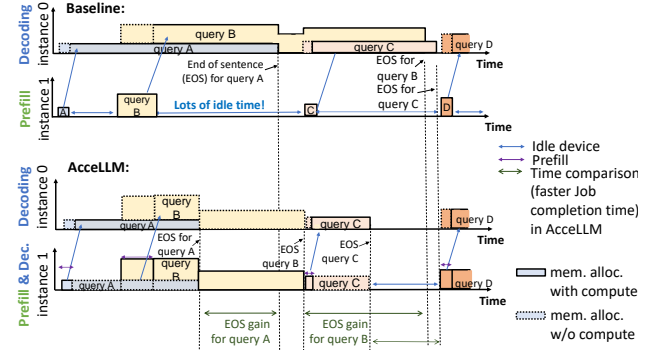 Baseline:
Decoding
instance 0
query B
query A
query C
query D
Time
End of sentence
(EOS) for query A
EOS for
query B
EOS for
query C
Prefill
instance 1
A
query
B
Lots of idle time!
C
D
Time
Idle device
Prefill
Time comparison
(faster Job
completion time)
in AcceLLM
AcceLLM:
Decoding
instance 0
query
B
query A
query C
query D
Time
EOS for
query A
EOS
query B
EOS
query C
Prefill & Dec.
instance 1
query A
query
B
query C
query D
Time
mem. alloc.
with compute
mem. alloc.
w/o compute
EOS gain
for query A
EOS gain
for query B